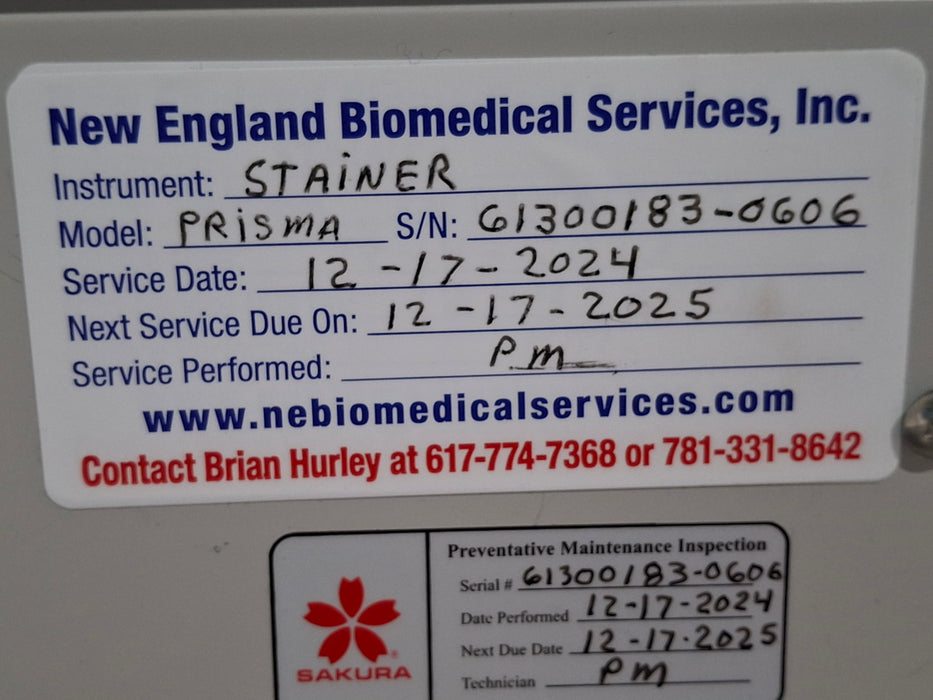 New England Biomedical Services, Inc.
Instrument: STAiNER
Model: PRiSMA S/N: 61300183-0606
Service Date: 12-17-2024
Next Service Due On: 12-17-2025
Service Performed: P.M
www.nebiomedicalservices.com
Contact Brian Hurley at 617-774-7368 or 781-331-8642
Preventative Maintenance Inspection
Serial # 61300183-0606
Date Performed 12-17-2024
Next Due Date 12-17-2025
Technician PM
SAKURA